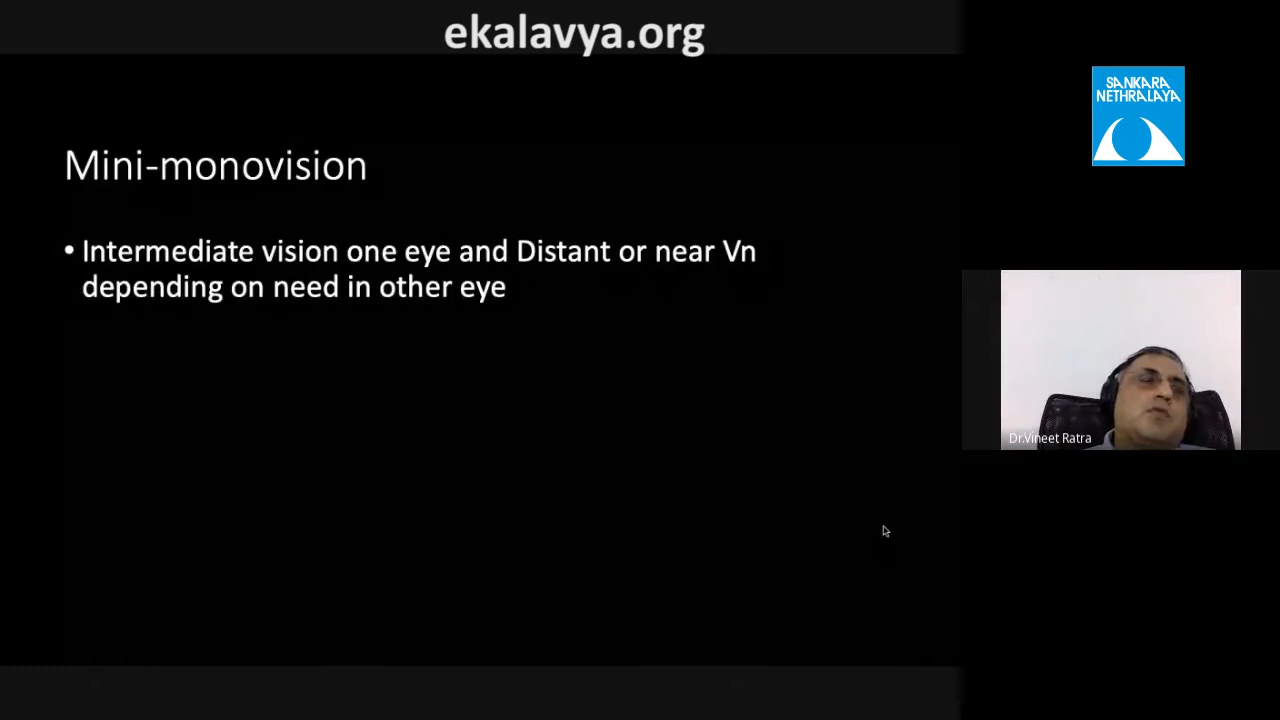 ekalavya.org
SANKARA
NETHRALAYA
Mini-monovision
• Intermediate vision one eye and Distant or near Vn
depending on need in other eye
Dr.Vineet Ratra